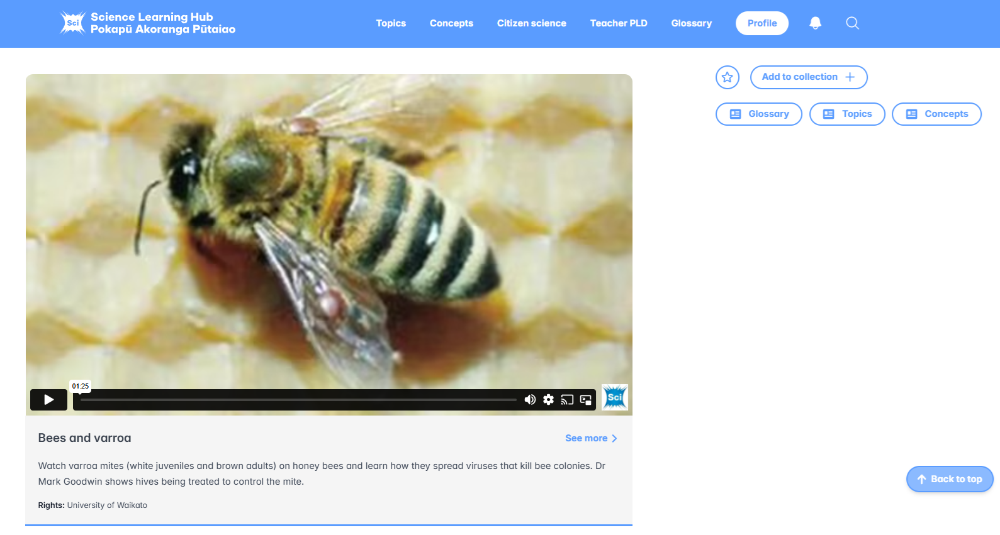 Sci
Science Learning Hub
Pokapū Akoranga Pūtaiao
Topics
Concepts
Citizen science
Teacher PLD
Glossary
Profile
Add to collection
Glossary
Topics
Concepts
01:25
Sci
Bees and varroa
See more
Watch varroa mites (white juveniles and brown adults) on honey bees and learn how they spread viruses that kill bee colonies. Dr
Mark Goodwin shows hives being treated to control the mite.
Rights: University of Waikato
Back to top